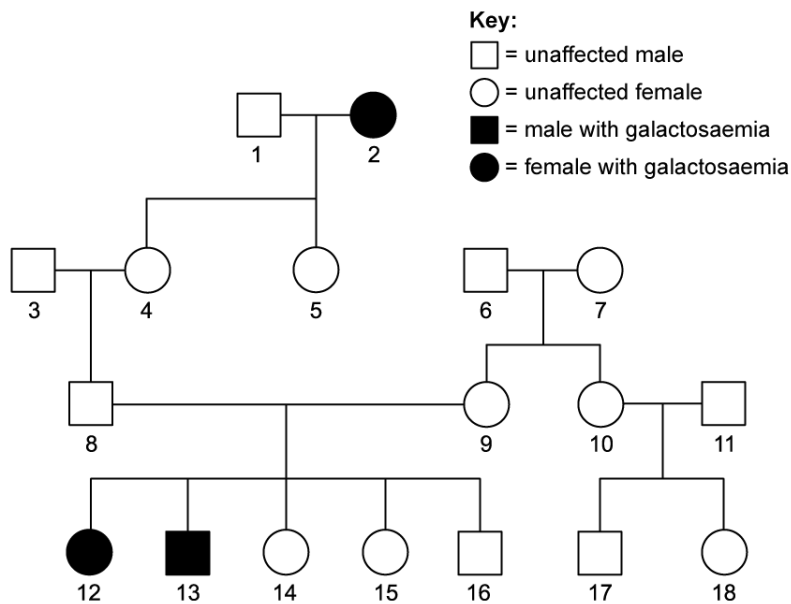 Key:
= unaffected male
= unaffected female
= male with galactosaemia
= female with galactosaemia
1 2
3 4 5 6 7
8 9 10 11
12 13 14 15 16 17 18